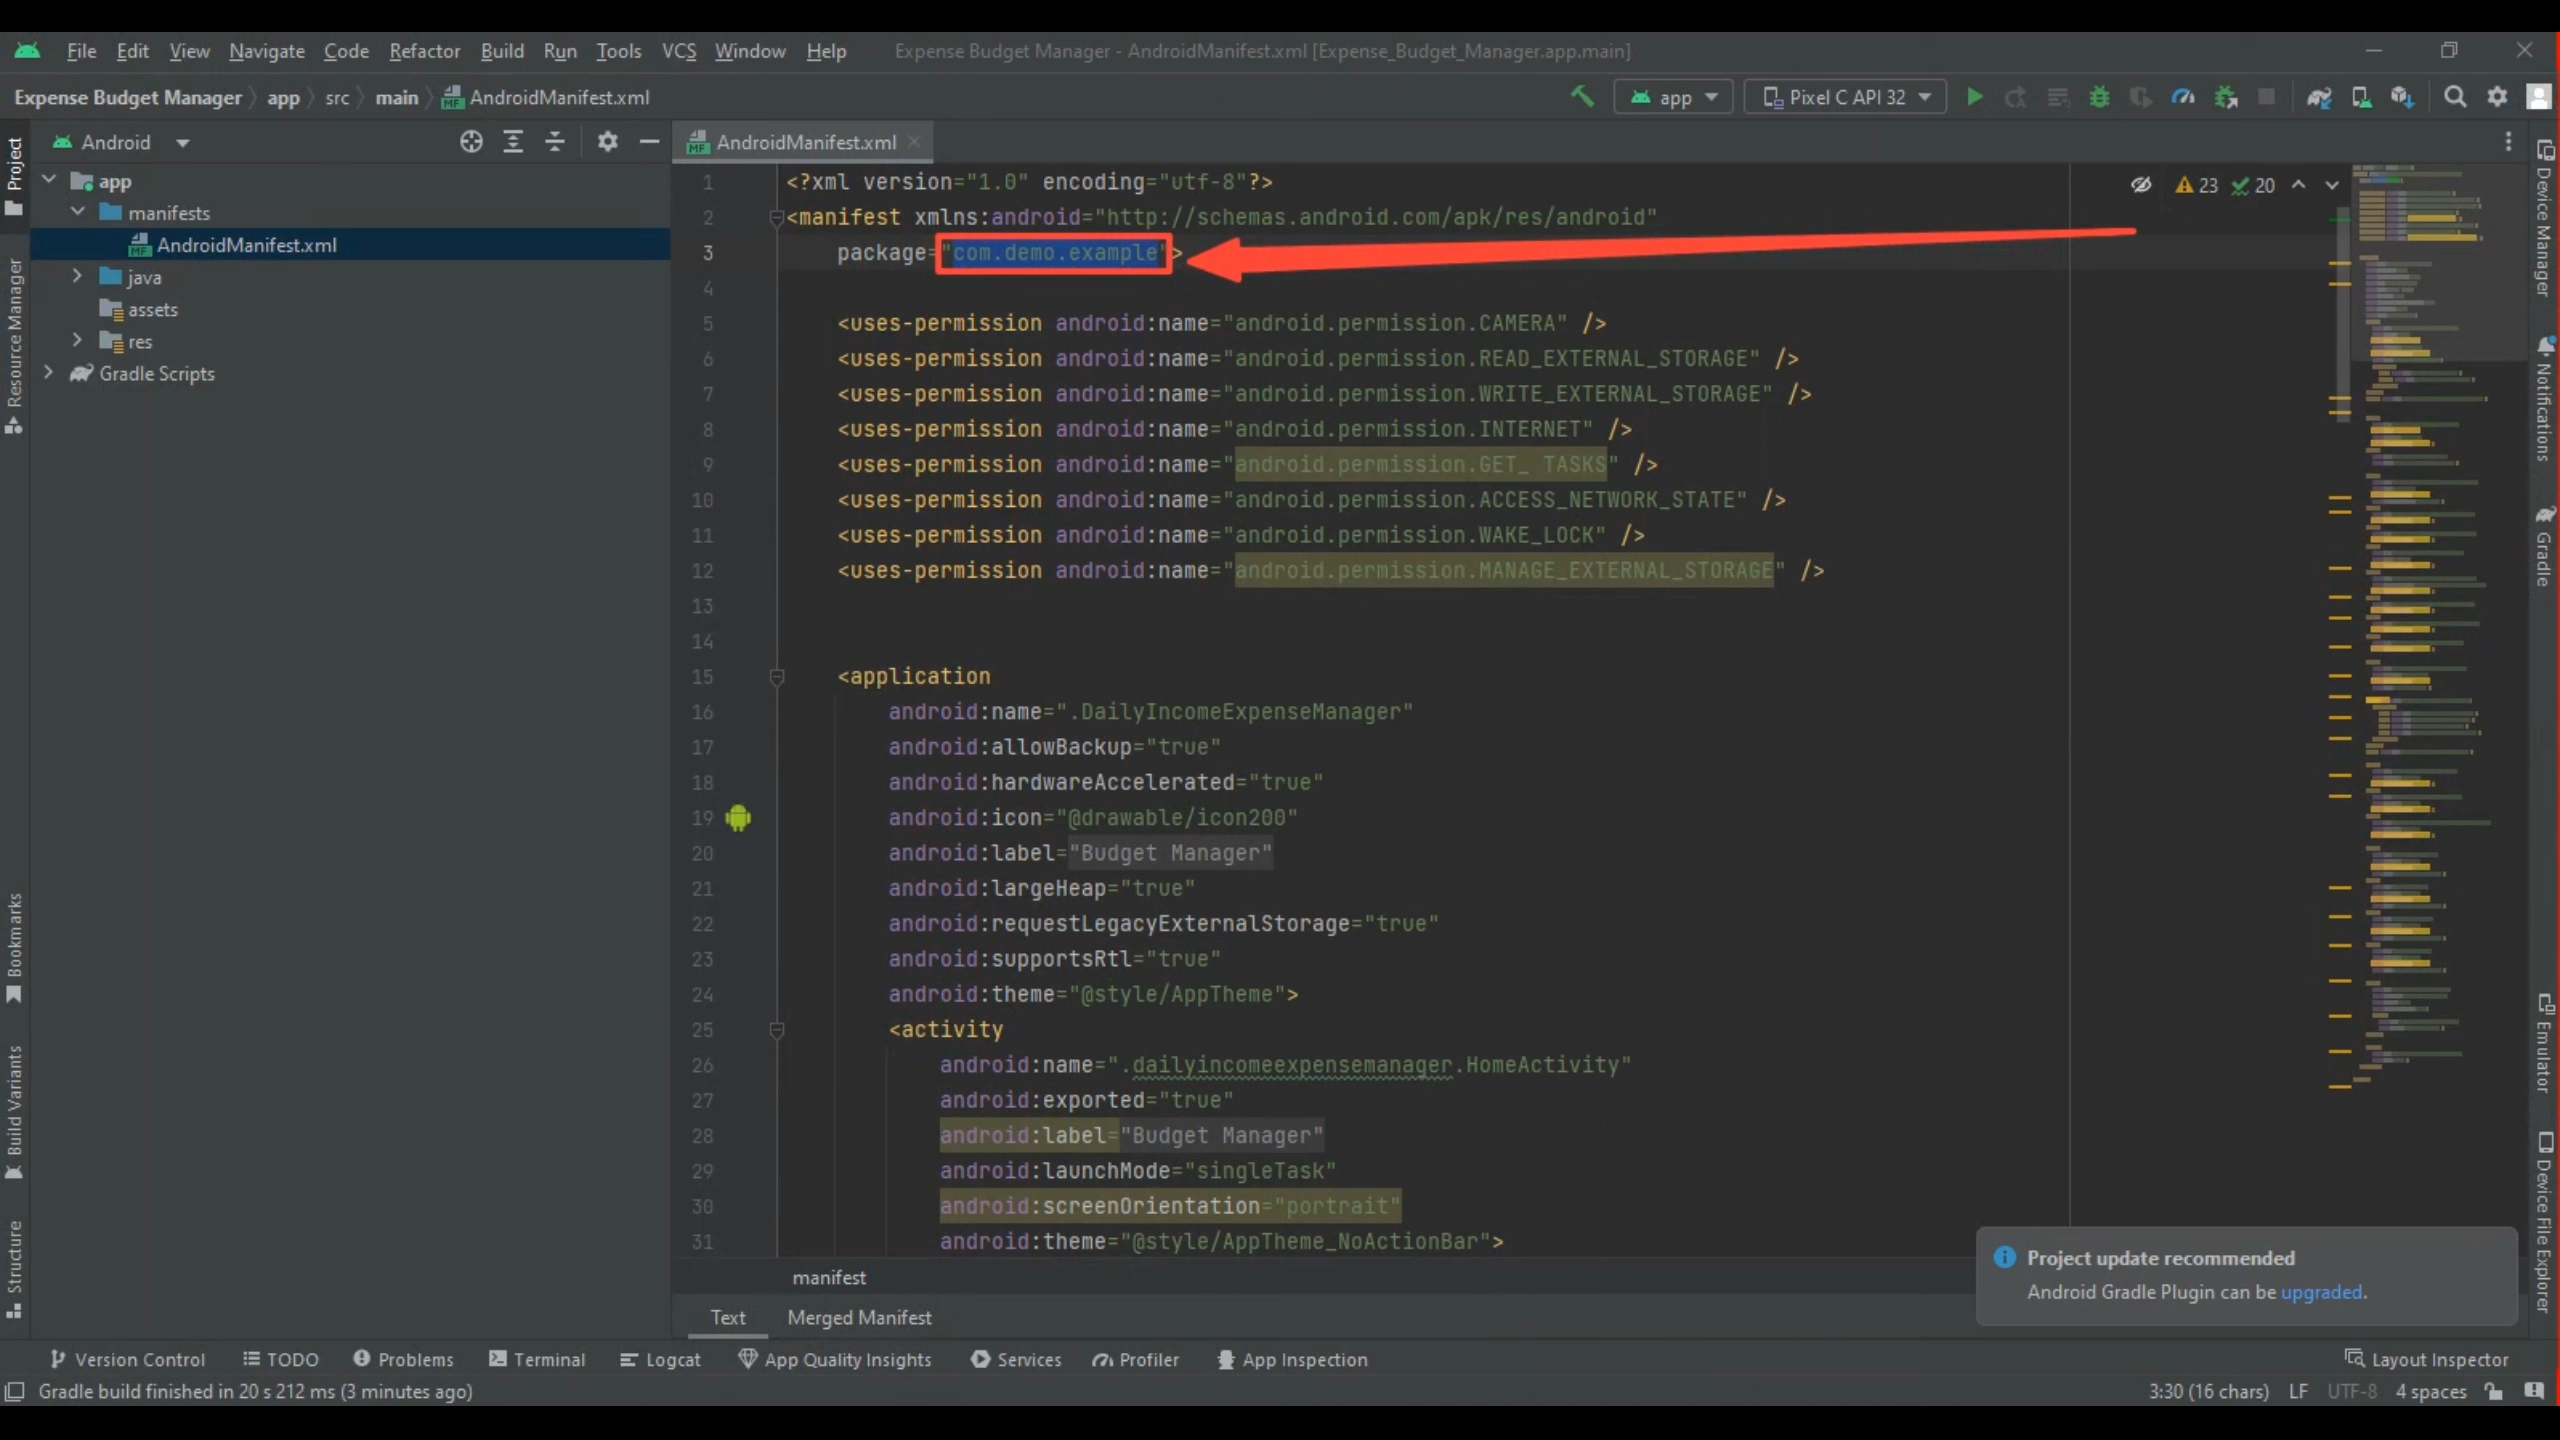 File Edit View Navigate Code Refactor Build Run Tools VCS Window Help Expense Budget Manager - AndroidManifest.xml [Expense_Budget_Manager.app.main]
Expense Budget Manager app src main AndroidManifest.xml app Pixel C API 32
Android
AndroidManifest.xml
Project
Resource Manager
Bookmarks
Build Variants
Structure
app
manifests
AndroidManifest.xml
java
assets
res
Gradle Scripts
23 20
1 <?xml version="1.0" encoding="utf-8"?>
2 <manifest xmlns:android="http://schemas.android.com/apk/res/android"
3 package="com.demo.example">
4
5 <uses-permission android:name="android.permission.CAMERA" />
6 <uses-permission android:name="android.permission.READ_EXTERNAL_STORAGE" />
7 <uses-permission android:name="android.permission.WRITE_EXTERNAL_STORAGE" />
8 <uses-permission android:name="android.permission.INTERNET" />
9 <uses-permission android:name="android.permission.GET_ TASKS" />
10 <uses-permission android:name="android.permission.ACCESS_NETWORK_STATE" />
11 <uses-permission android:name="android.permission.WAKE_LOCK" />
12 <uses-permission android:name="android.permission.MANAGE_EXTERNAL_STORAGE" />
13
14
15 <application
16 android:name=".DailyIncomeExpenseManager"
17 android:allowBackup="true"
18 android:hardwareAccelerated="true"
19 android:icon="@drawable/icon200"
20 android:label="Budget Manager"
21 android:largeHeap="true"
22 android:requestLegacyExternalStorage="true"
23 android:supportsRtl="true"
24 android:theme="@style/AppTheme">
25 <activity
26 android:name=".dailyincomeexpensemanager.HomeActivity"
27 android:exported="true"
28 android:label="Budget Manager"
29 android:launchMode="singleTask"
30 android:screenOrientation="portrait"
31 android:theme="@style/AppTheme_NoActionBar">
manifest
Text Merged Manifest
Device Manager
Notifications
Gradle
Emulator
Device File Explorer
Project update recommended
Android Gradle Plugin can be upgraded.
Version Control TODO Problems Terminal Logcat App Quality Insights Services Profiler App Inspection Layout Inspector
Gradle build finished in 20 s 212 ms (3 minutes ago) 3:30 (16 chars) LF UTF-8 4 spaces